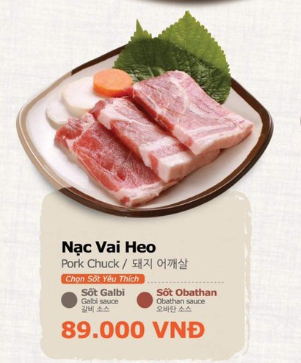 Nạc Vai Heo
Pork Chuck / 돼지 어깨살
Chọn Sốt Yêu Thích
Sốt Galbi
Galbi sauce
갈비 소스
Sốt Obathan
Obathan sauce
오바탄 소스
89.000 VNĐ